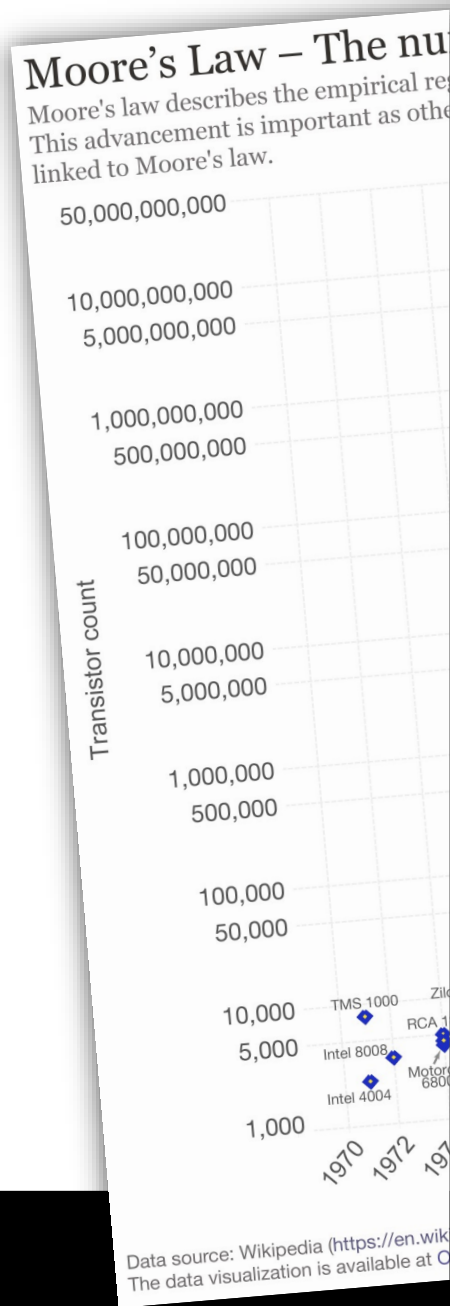 Moore's Law – The nu
Moore's law describes the empirical re
This advancement is important as othe
linked to Moore's law.
50,000,000,000
10,000,000,000
5,000,000,000
1,000,000,000
500,000,000
100,000,000
50,000,000
Transistor count
10,000,000
5,000,000
1,000,000
500,000
100,000
50,000
10,000
TMS 1000
Zil
RCA 1
5,000
Intel 8008
Motor
6800
Intel 4004
1,000
1970
1972
197
Data source: Wikipedia (https://en.wik
The data visualization is available at O